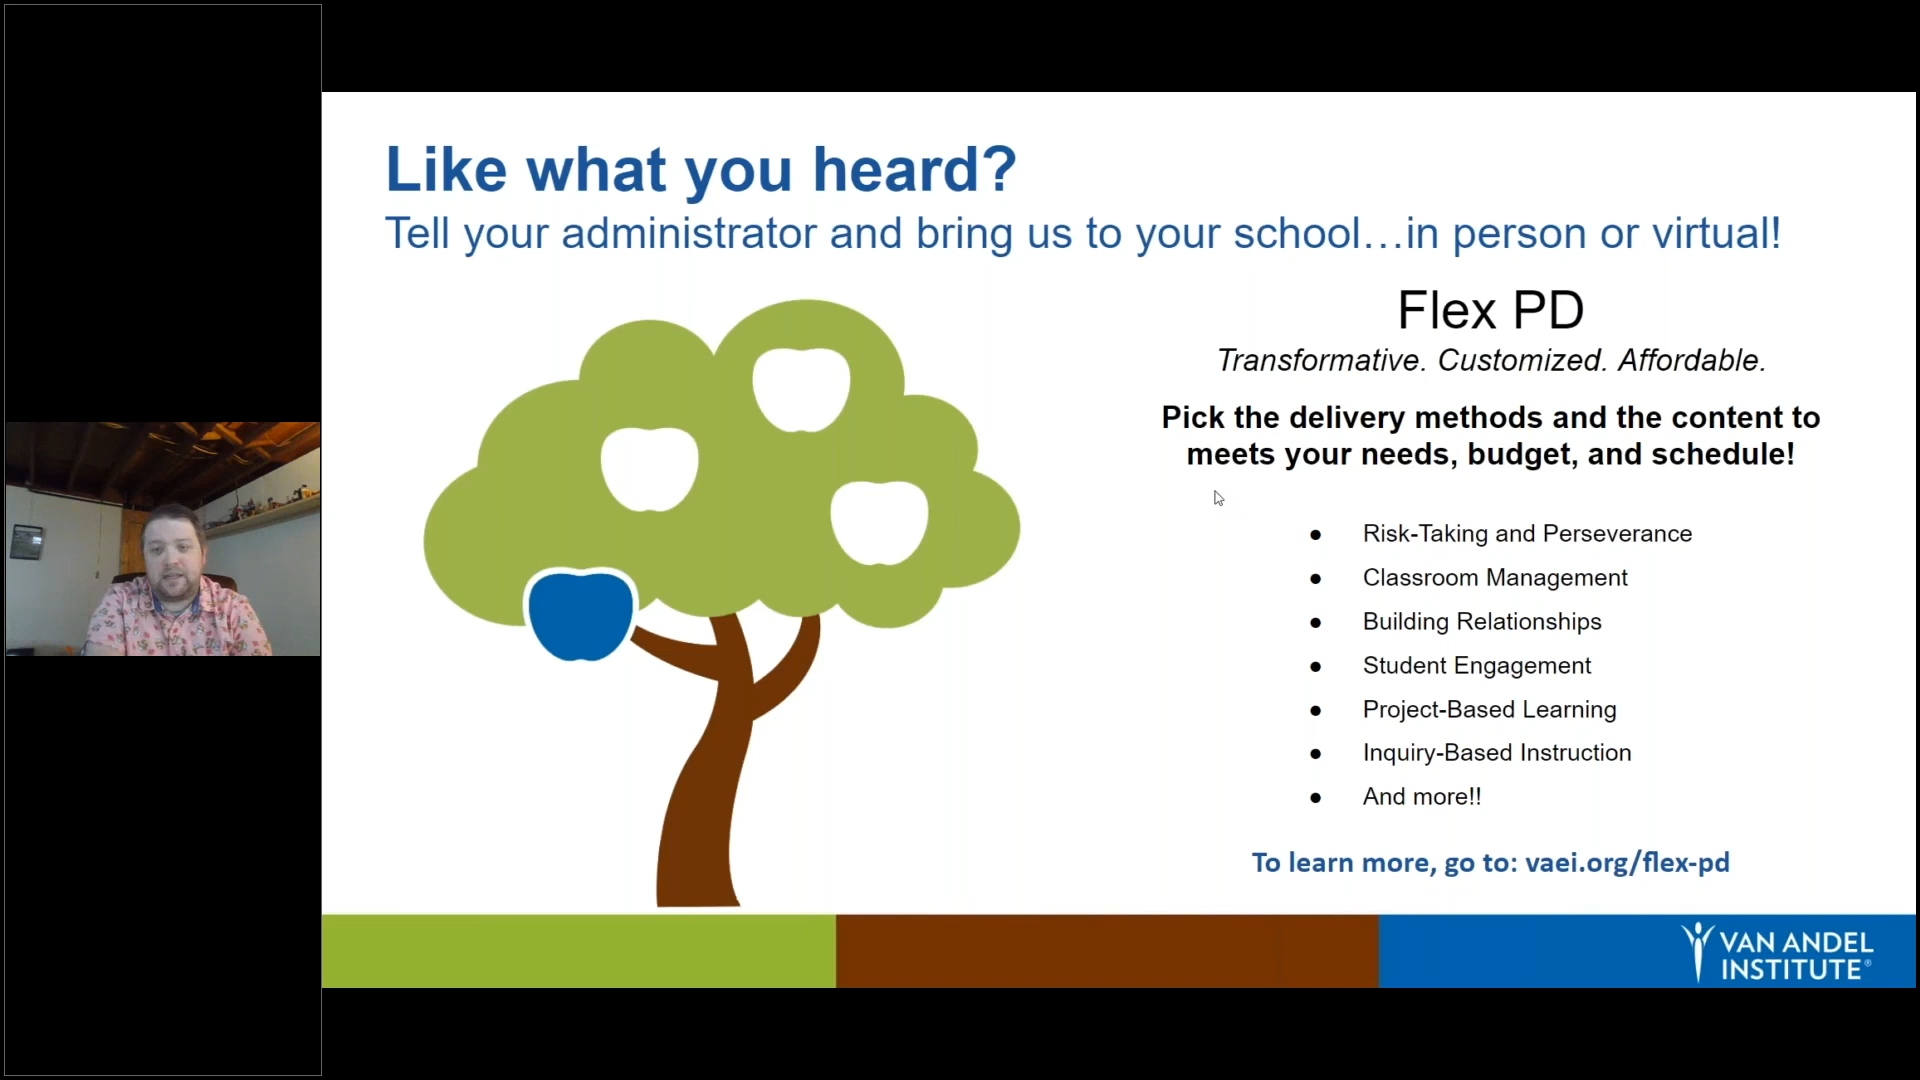 Like what you heard?
Tell your administrator and bring us to your school...in person or virtual!
Flex PD
Transformative. Customized. Affordable.
Pick the delivery methods and the content to
meets your needs, budget, and schedule!
● Risk-Taking and Perseverance
● Classroom Management
● Building Relationships
● Student Engagement
● Project-Based Learning
● Inquiry-Based Instruction
● And more!!
To learn more, go to: vaei.org/flex-pd
VAN ANDEL
INSTITUTE®